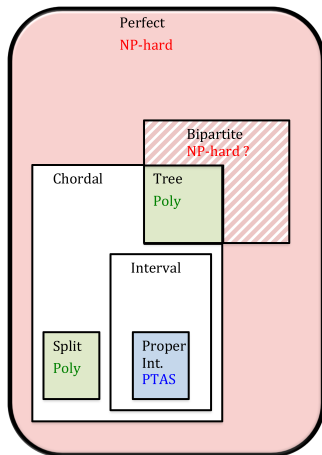 Perfect
NP-hard
Bipartite
NP-hard ?
Chordal
Tree
Poly
Interval
Split
Poly
Proper
Int.
PTAS